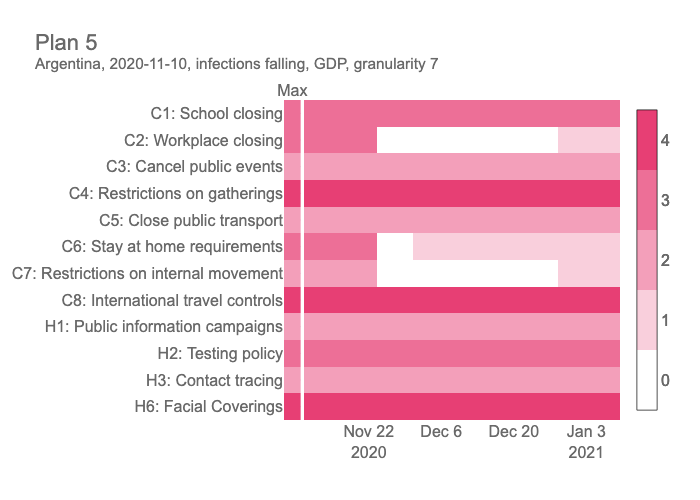 Plan 5
Argentina, 2020-11-10, infections falling, GDP, granularity 7
Max
C1: School closing
C2: Workplace closing
C3: Cancel public events
C4: Restrictions on gatherings
C5: Close public transport
C6: Stay at home requirements
C7: Restrictions on internal movement
C8: International travel controls
H1: Public information campaigns
H2: Testing policy
H3: Contact tracing
H6: Facial Coverings
Nov 22 Dec 6 Dec 20 Jan 3
2020 2021
4
3
2
1
0